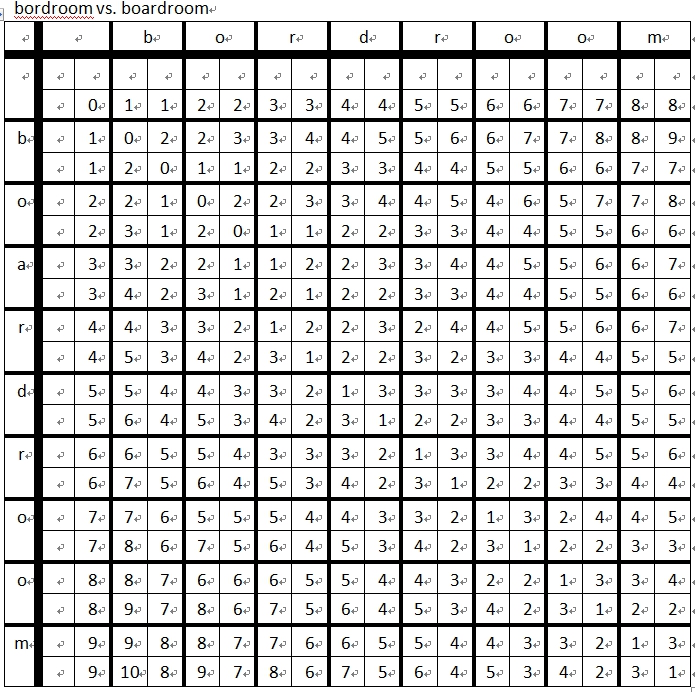 bordroom vs. boardroom
b o r d r o o m
0 1 1 2 2 3 3 4 4 5 5 6 6 7 7 8 8
b 1 0 2 2 3 3 4 4 5 5 6 6 7 7 8 8 9
1 2 0 1 1 2 2 3 3 4 4 5 5 6 6 7 7
o 2 2 1 0 2 2 3 3 4 4 5 4 6 5 7 7 8
2 3 1 2 0 1 1 2 2 3 3 4 4 5 5 6 6
a 3 3 2 2 1 1 2 2 3 3 4 4 5 5 6 6 7
3 4 2 3 1 2 1 2 2 3 3 4 4 5 5 6 6
r 4 4 3 3 2 1 2 2 3 2 4 4 5 5 6 6 7
4 5 3 4 2 3 1 2 2 3 2 3 3 4 4 5 5
d 5 5 4 4 3 3 2 1 3 3 3 3 4 4 5 5 6
5 6 4 5 3 4 2 3 1 2 2 3 3 4 4 5 5
r 6 6 5 5 4 3 3 3 2 1 3 3 4 4 5 5 6
6 7 5 6 4 5 3 4 2 3 1 2 2 3 3 4 4
o 7 7 6 5 5 5 4 4 3 3 2 1 3 2 4 4 5
7 8 6 7 5 6 4 5 3 4 2 3 1 2 2 3 3
o 8 8 7 6 6 6 5 5 4 4 3 2 2 1 3 3 4
8 9 7 8 6 7 5 6 4 5 3 4 2 3 1 2 2
m 9 9 8 8 7 7 6 6 5 5 4 4 3 3 2 1 3
9 10 8 9 7 8 6 7 5 6 4 5 3 4 2 3 1